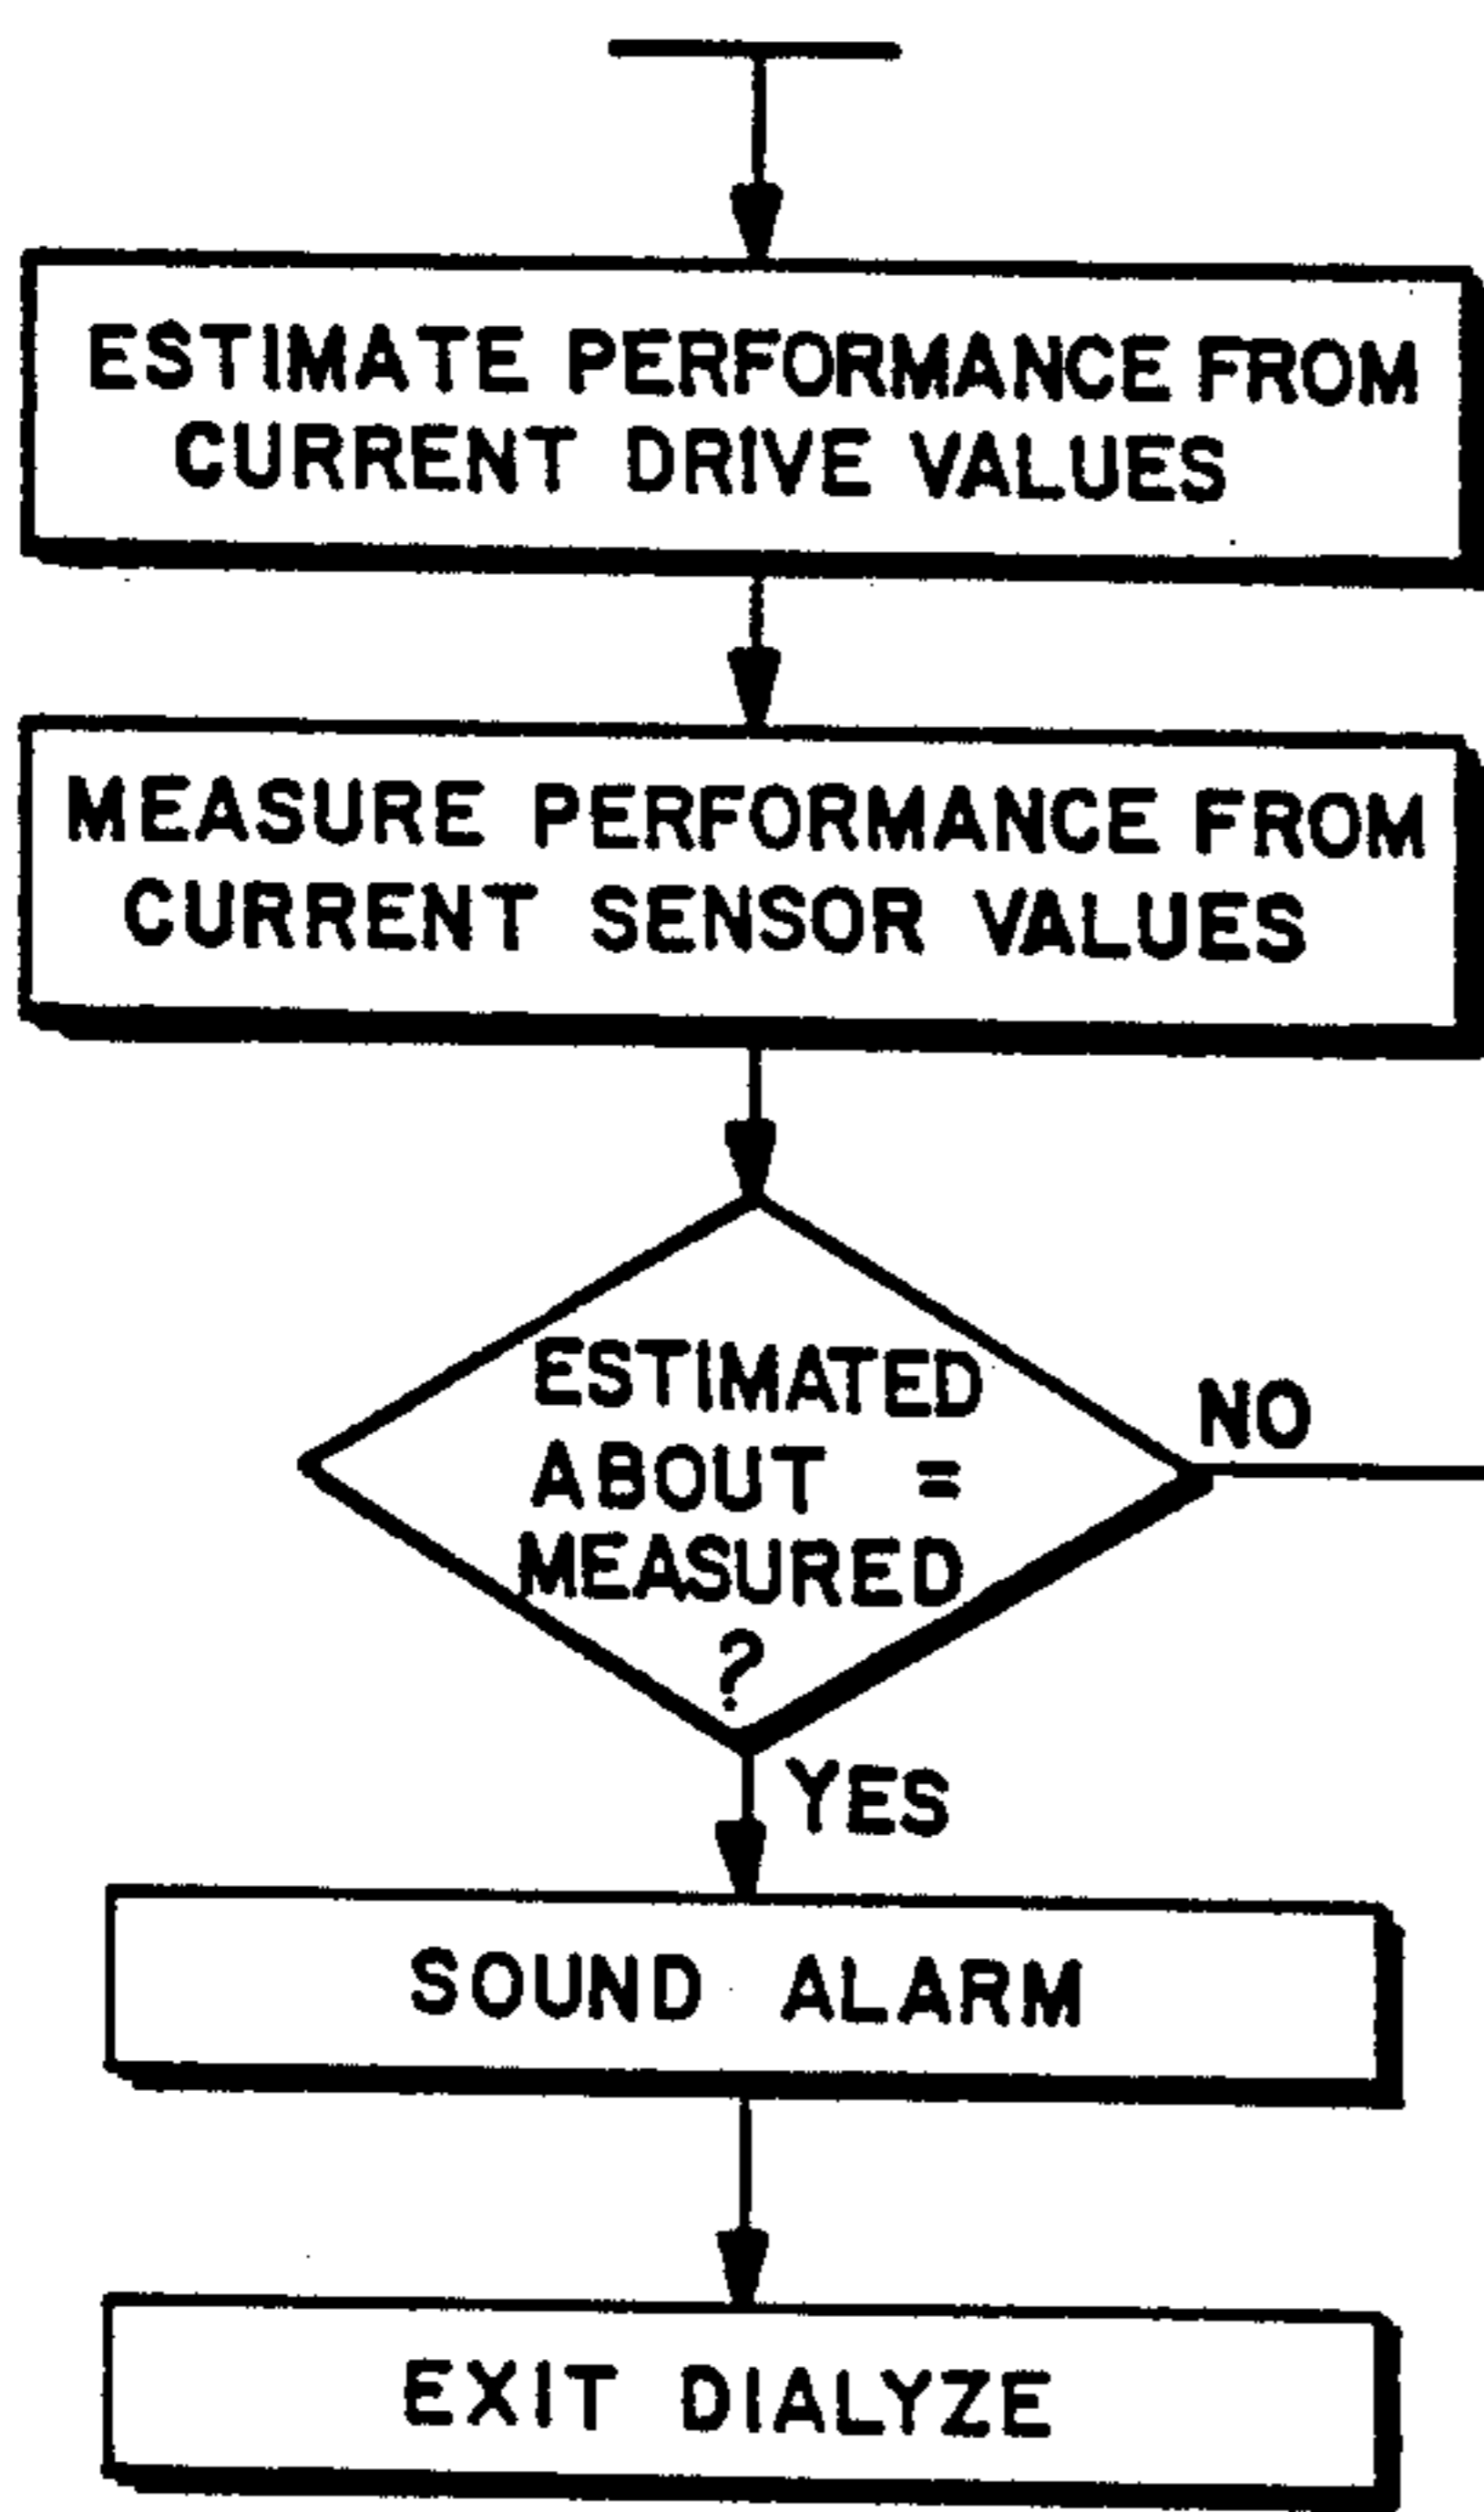 ESTIMATE PERFORMANCE FROM
CURRENT DRIVE VALUES
MEASURE PERFORMANCE FROM
CURRENT SENSOR VALUES
ESTIMATED
ABOUT =
MEASURED
?
NO
YES
SOUND ALARM
EXIT DIALYZE